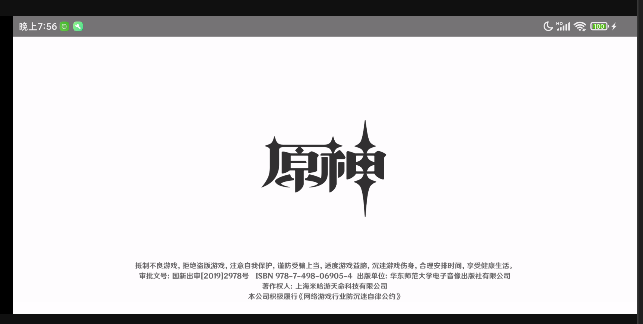 晚上7:56
HD
100
原神
抵制不良游戏，拒绝盗版游戏，注意自我保护，谨防受骗上当，适度游戏益脑，沉迷游戏伤身，合理安排时间，享受健康生活。
审批文号：国新出审[2019]2978号 ISBN 978-7-498-06905-4 出版单位：华东师范大学电子音像出版社有限公司
著作权人：上海米哈游天命科技有限公司
本公司积极履行《网络游戏行业防沉迷自律公约》